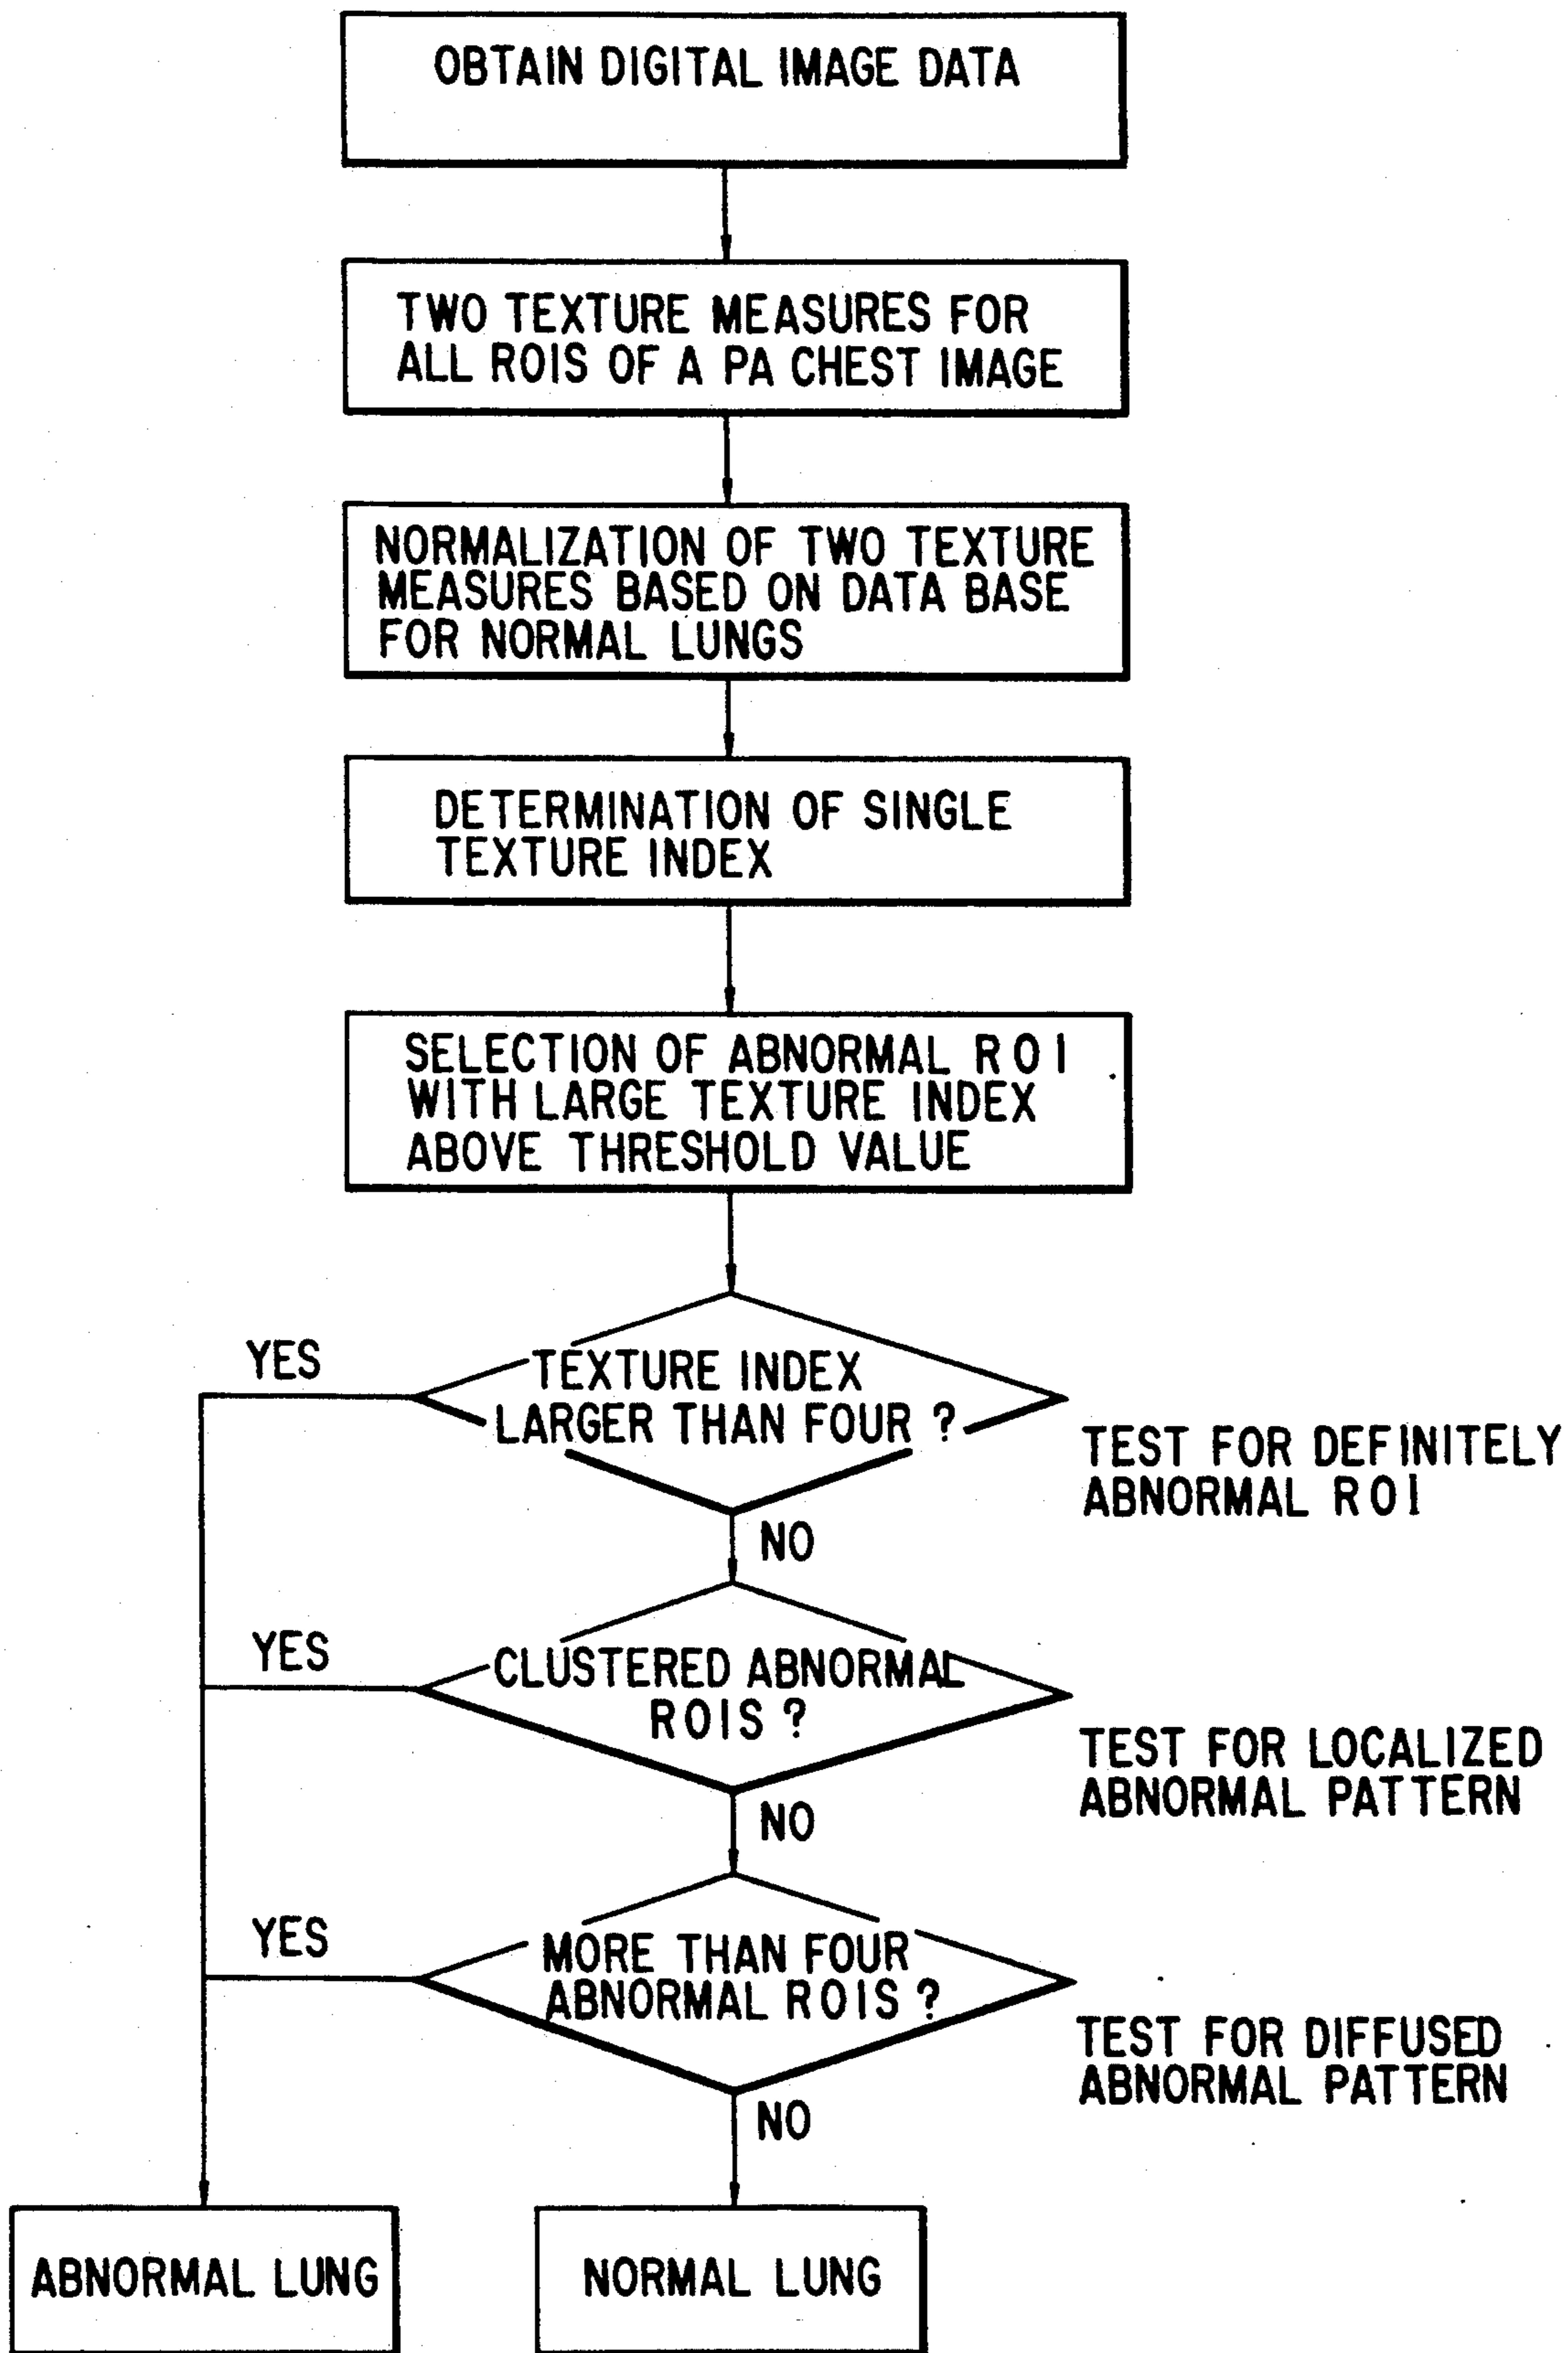 OBTAIN DIGITAL IMAGE DATA
TWO TEXTURE MEASURES FOR
ALL ROIS OF A PA CHEST IMAGE
NORMALIZATION OF TWO TEXTURE
MEASURES BASED ON DATA BASE
FOR NORMAL LUNGS
DETERMINATION OF SINGLE
TEXTURE INDEX
SELECTION OF ABNORMAL R O I
WITH LARGE TEXTURE INDEX
ABOVE THRESHOLD VALUE
YES
TEXTURE INDEX
LARGER THAN FOUR ?
TEST FOR DEFINITELY
ABNORMAL R O I
NO
YES
CLUSTERED ABNORMAL
ROIS ?
TEST FOR LOCALIZED
ABNORMAL PATTERN
NO
YES
MORE THAN FOUR
ABNORMAL ROIS ?
TEST FOR DIFFUSED
ABNORMAL PATTERN
NO
ABNORMAL LUNG
NORMAL LUNG